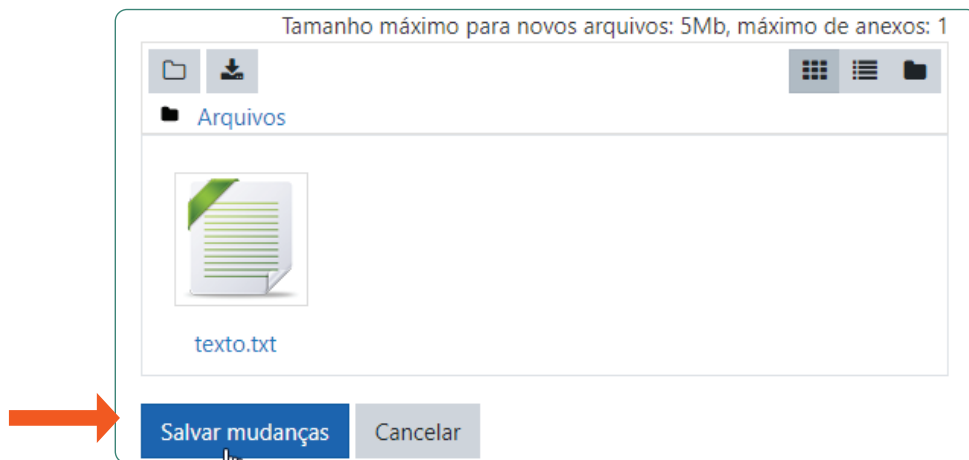 Tamanho máximo para novos arquivos: 5Mb, máximo de anexos: 1
Arquivos
texto.txt
Salvar mudanças Cancelar